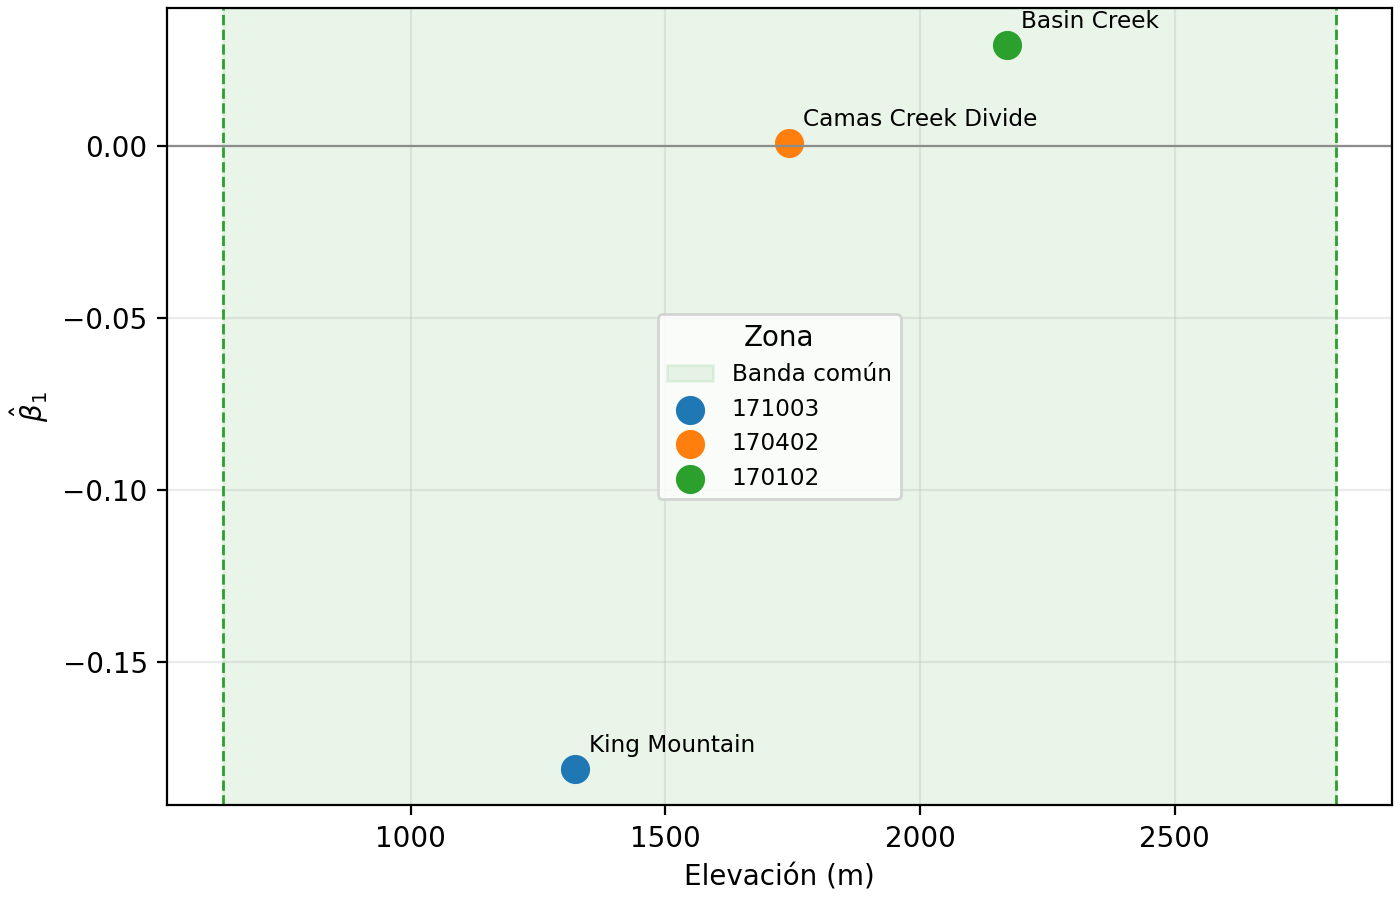 Basin Creek
Camas Creek Divide
0.00
−0.05
−0.10
−0.15
β̂₁
Zona
Banda común
171003
170402
170102
King Mountain
1000
1500
2000
2500
Elevación (m)